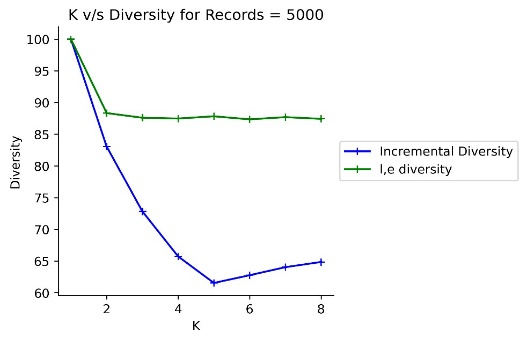 K v/s Diversity for Records = 5000
100
95
90
85
80
75
70
65
60
Diversity
2
4
6
8
K
Incremental Diversity
l,e diversity